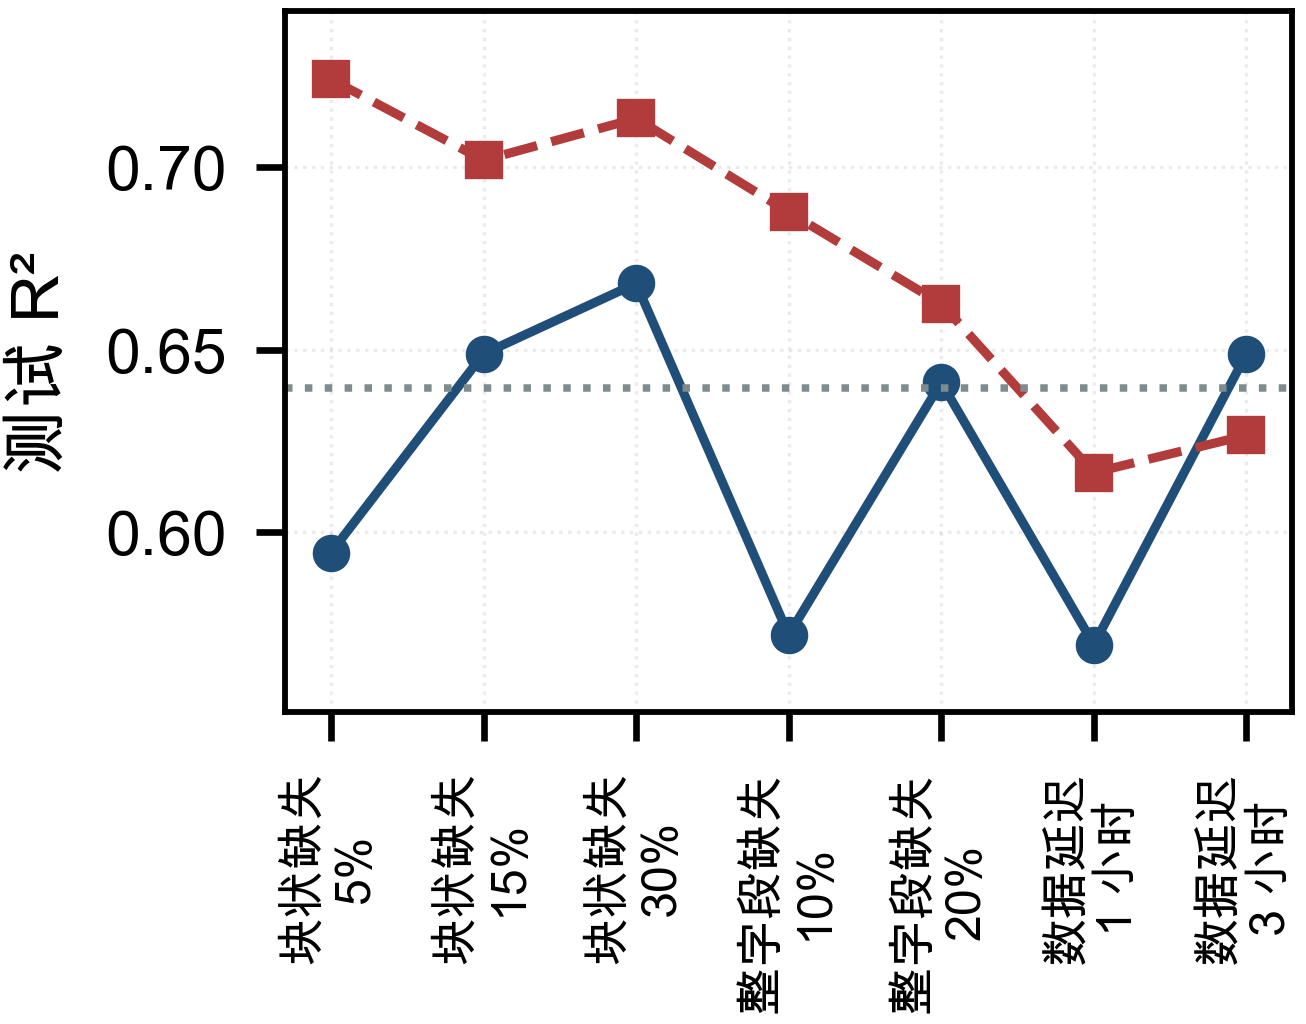 测试 R²
0.70
0.65
0.60
块状缺失
5%
块状缺失
15%
块状缺失
30%
整字段缺失
10%
整字段缺失
20%
数据延迟
1 小时
数据延迟
3 小时